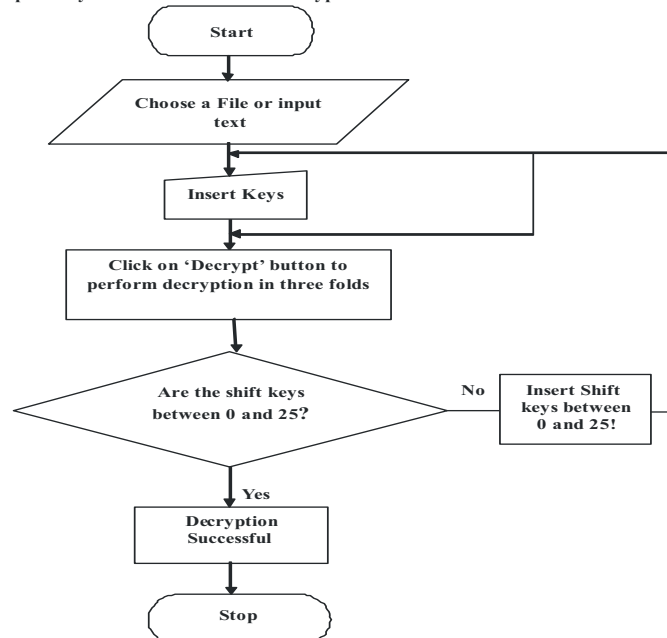 Start
Choose a File or input
text
Insert Keys
Click on ‘Decrypt’ button to
perform decryption in three folds
Are the shift keys
between 0 and 25?
No
Insert Shift
keys between
0 and 25!
Yes
Decryption
Successful
Stop